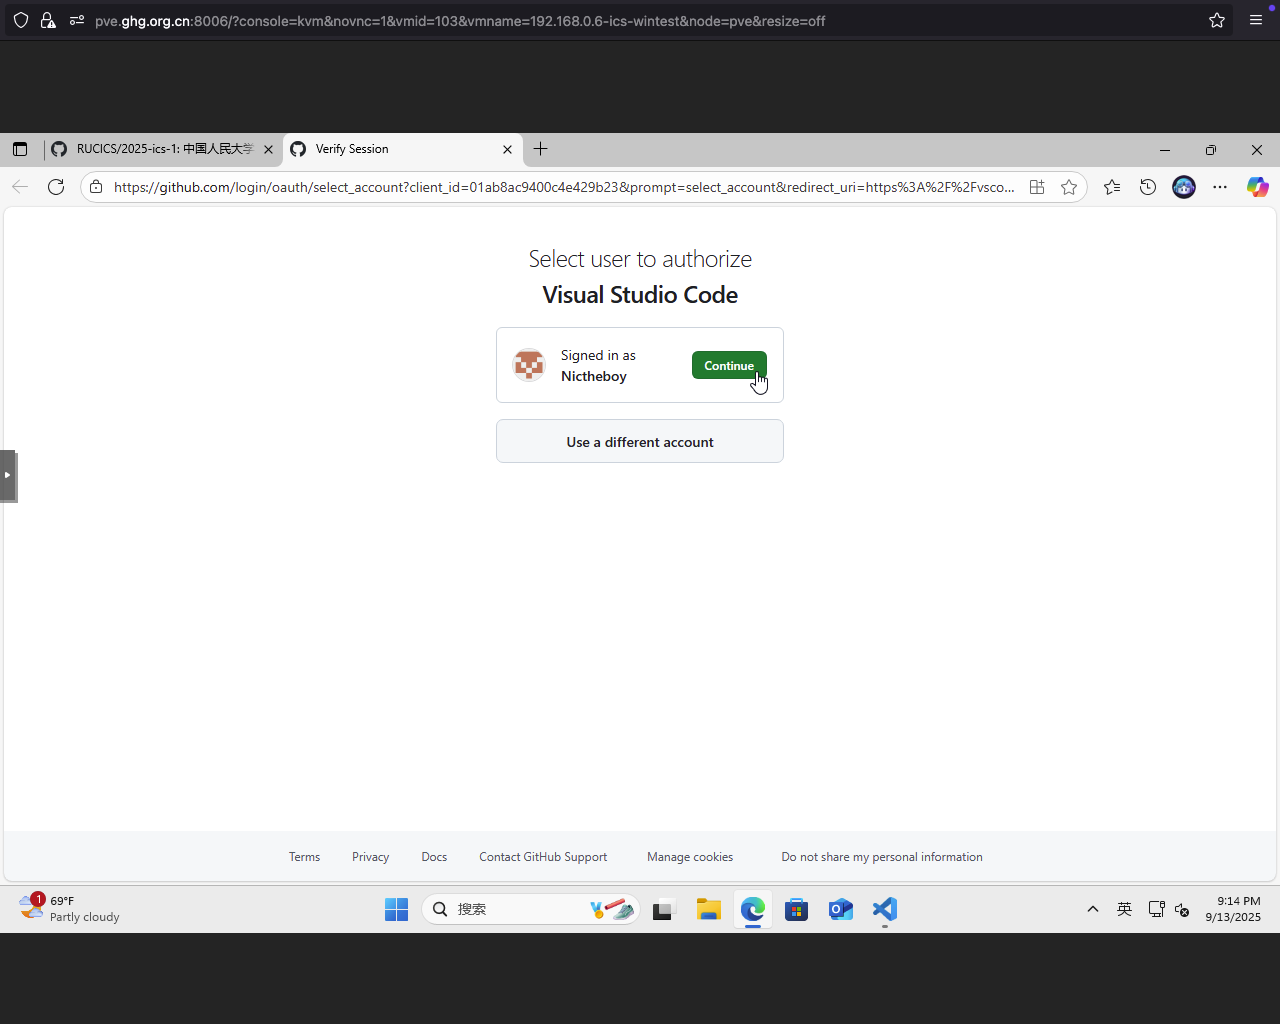 pve.ghg.org.cn:8006/?console=kvm&novnc=1&vmid=103&vmname=192.168.0.6-ics-wintest&node=pve&resize=off
RUCICS/2025-ics-1: 中国人民大学
Verify Session
https://github.com/login/oauth/select_account?client_id=01ab8ac9400c4e429b23&prompt=select_account&redirect_uri=https%3A%2F%2Fvsco...
Select user to authorize
Visual Studio Code
Signed in as
Nictheboy
Continue
Use a different account
Terms
Privacy
Docs
Contact GitHub Support
Manage cookies
Do not share my personal information
1
69°F
Partly cloudy
搜索
英
9:14 PM
9/13/2025